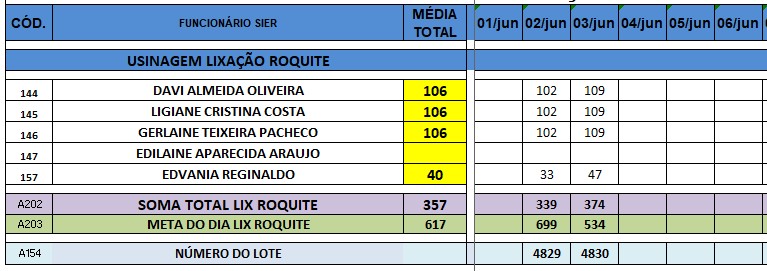 CÓD. FUNCIONÁRIO SIER MÉDIA TOTAL 01/jun 02/jun 03/jun 04/jun 05/jun 06/jun
USINAGEM LIXAÇÃO ROQUITE
144 DAVI ALMEIDA OLIVEIRA 106 102 109
145 LIGIANE CRISTINA COSTA 106 102 109
146 GERLAINE TEIXEIRA PACHECO 106 102 109
147 EDILAINE APARECIDA ARAUJO
157 EDVANIA REGINALDO 40 33 47
A202 SOMA TOTAL LIX ROQUITE 357 339 374
A203 META DO DIA LIX ROQUITE 617 699 534
A154 NÚMERO DO LOTE 4829 4830